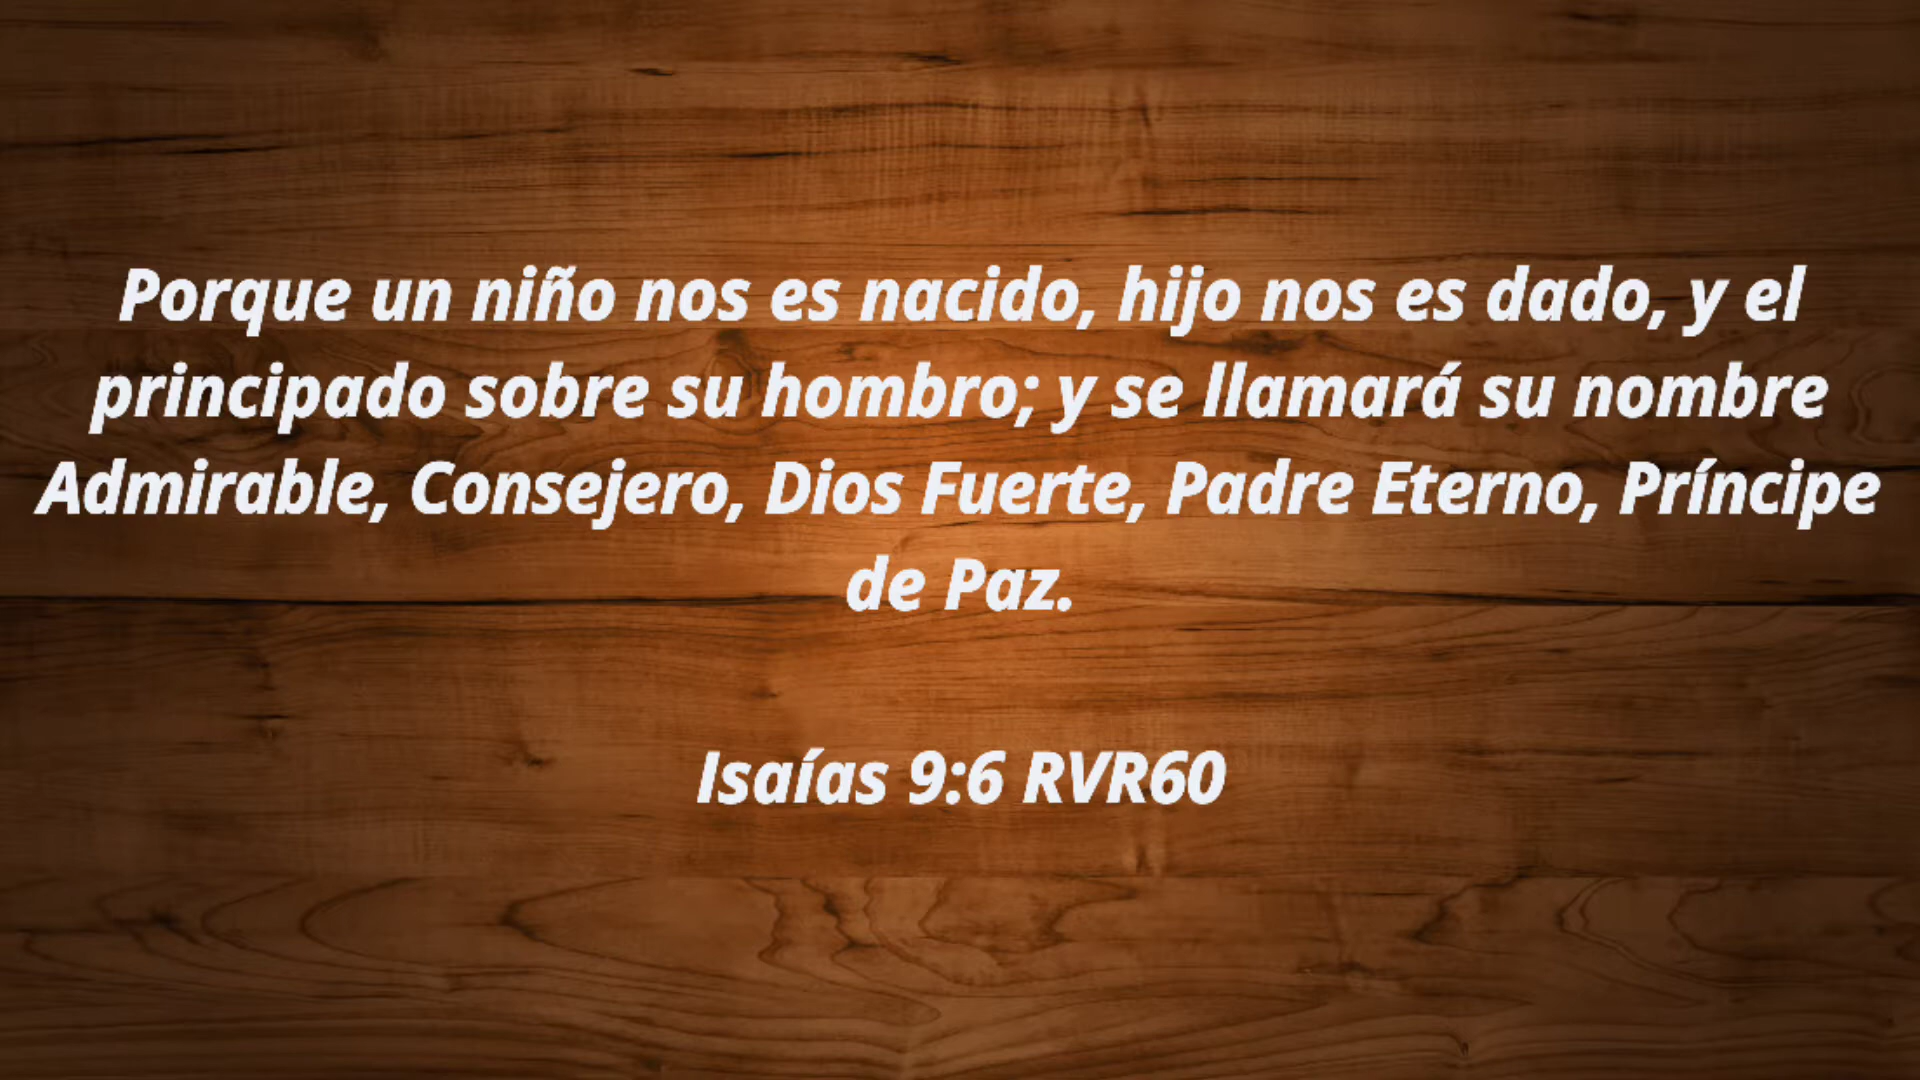 Porque un niño nos es nacido, hijo nos es dado, y el
principado sobre su hombro; y se llamará su nombre
Admirable, Consejero, Dios Fuerte, Padre Eterno, Príncipe
de Paz.
Isaías 9:6 RVR60